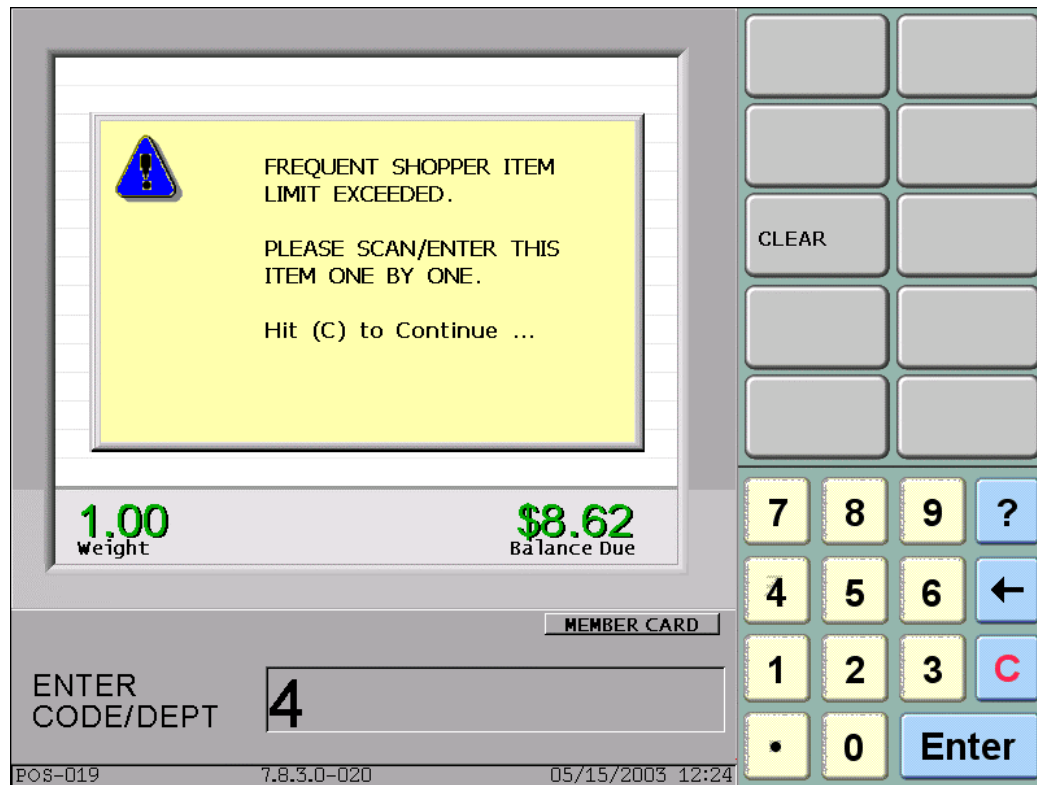 FREQUENT SHOPPER ITEM
LIMIT EXCEEDED.
PLEASE SCAN/ENTER THIS
ITEM ONE BY ONE.
Hit (C) to Continue ...
1.00
Weight
$8.62
Balance Due
MEMBER CARD
ENTER
CODE/DEPT
4
POS-019 7.8.3.0-020 05/15/2003 12:24
CLEAR
7 8 9 ?
4 5 6 ←
1 2 3 C
. 0 Enter